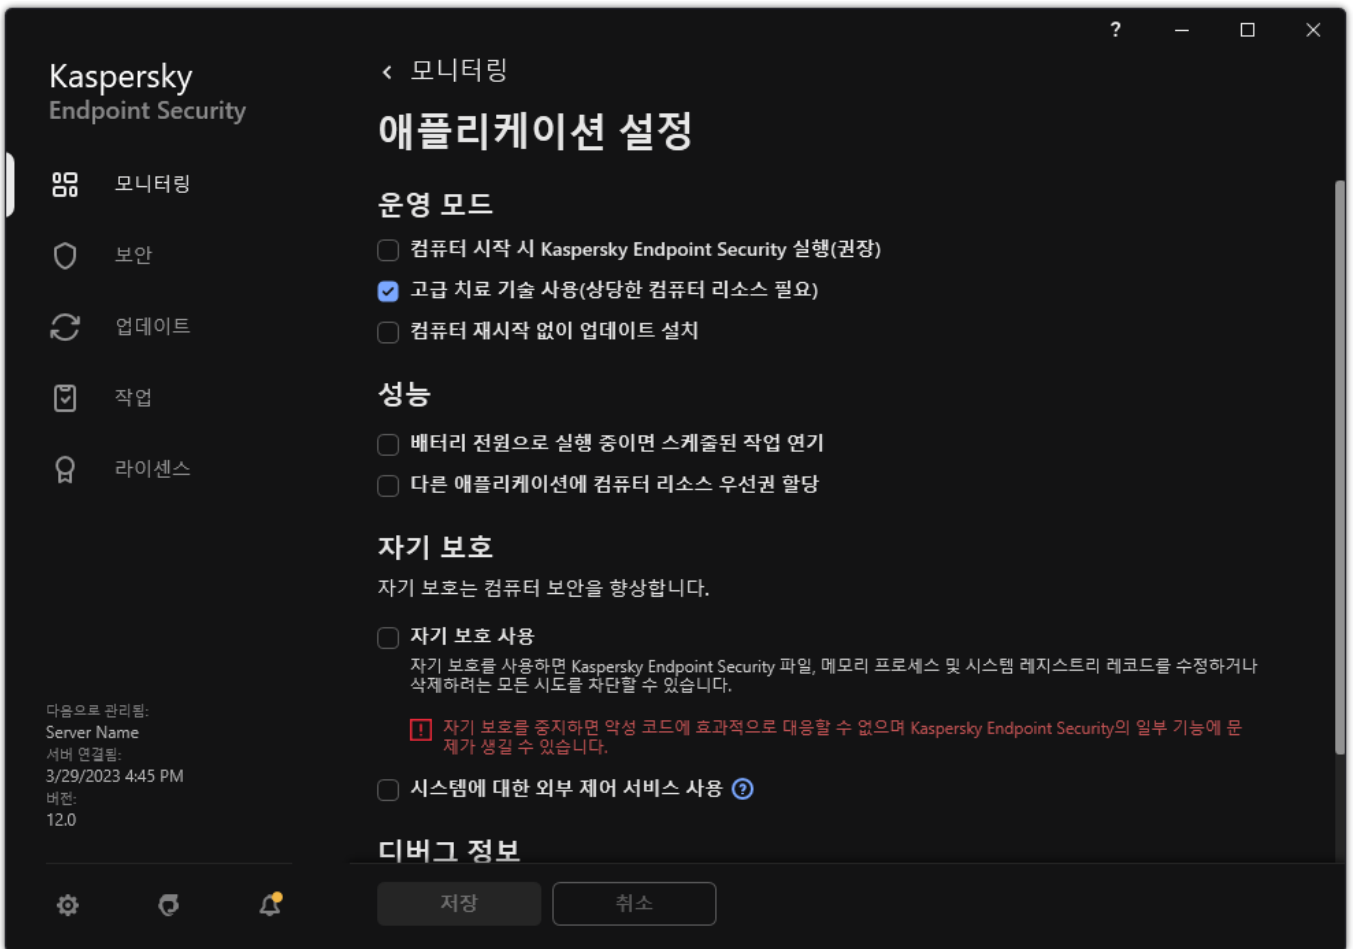 ?
Kaspersky
Endpoint Security
모니터링
보안
업데이트
작업
라이센스
다음으로 관리됨:
Server Name
서버 연결됨:
3/29/2023 4:45 PM
버전:
12.0
모니터링
애플리케이션 설정
운영 모드
컴퓨터 시작 시 Kaspersky Endpoint Security 실행(권장)
고급 치료 기술 사용(상당한 컴퓨터 리소스 필요)
컴퓨터 재시작 없이 업데이트 설치
성능
배터리 전원으로 실행 중이면 스케줄된 작업 연기
다른 애플리케이션에 컴퓨터 리소스 우선권 할당
자기 보호
자기 보호는 컴퓨터 보안을 향상합니다.
자기 보호 사용
자기 보호를 사용하면 Kaspersky Endpoint Security 파일, 메모리 프로세스 및 시스템 레지스트리 레코드를 수정하거나
삭제하려는 모든 시도를 차단할 수 있습니다.
자기 보호를 중지하면 악성 코드에 효과적으로 대응할 수 없으며 Kaspersky Endpoint Security의 일부 기능에 문
제가 생길 수 있습니다.
시스템에 대한 외부 제어 서비스 사용 ?
디버그 정보
저장
취소